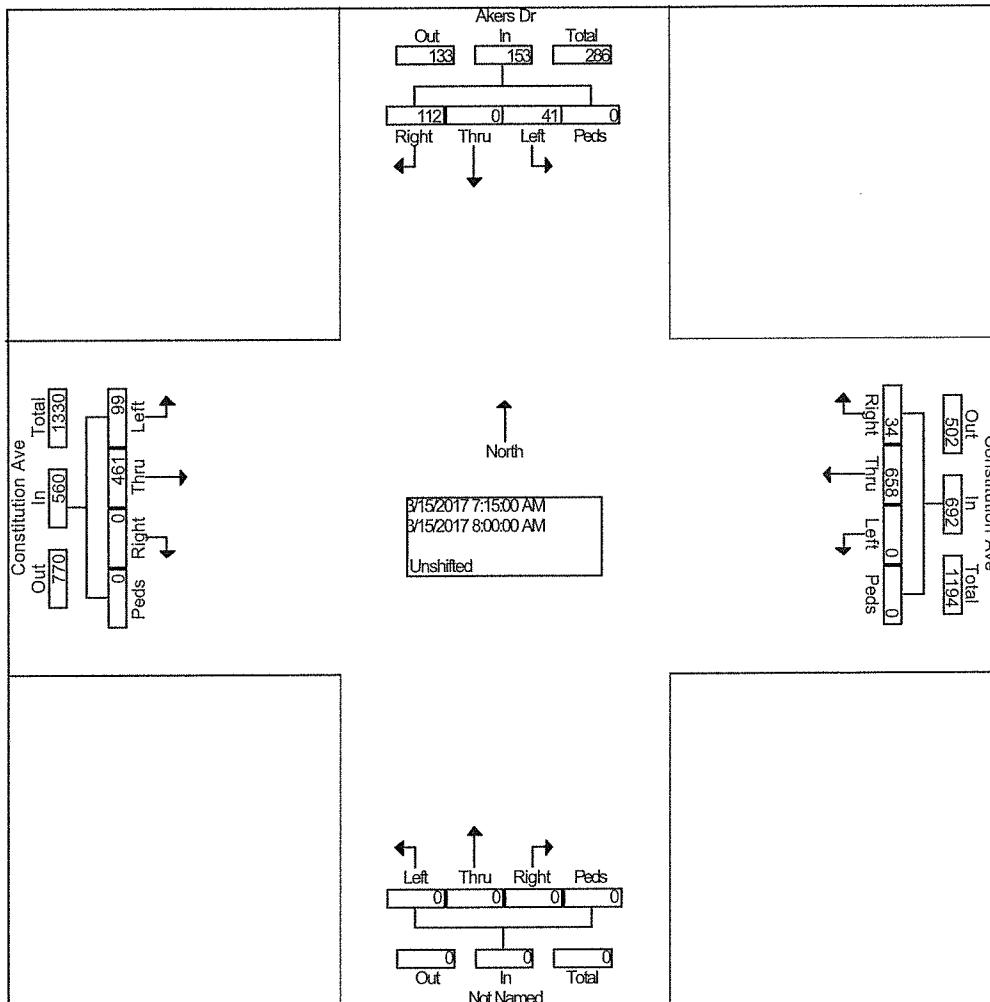 Akers Dr
Out In Total
133 153 286
112 0 41 0
Right Thru Left Peds
Constitution Ave
Total In Out
1330 560 770
99 461 0 0
Left Thru Right Peds
North
3/15/2017 7:15:00 AM
3/15/2017 8:00:00 AM
Unshifted
Right Thru Left Peds
34 658 0 0
Out In Total
502 692 1194
Constitution Ave
Left Thru Right Peds
0 0 0 0
0 0 0
Out In Total
Not Named